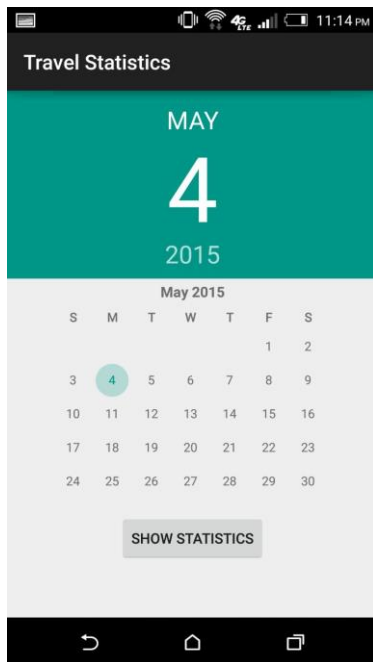 4G LTE 11:14 PM
Travel Statistics
MAY
4
2015
May 2015
S M T W T F S
1 2
3 4 5 6 7 8 9
10 11 12 13 14 15 16
17 18 19 20 21 22 23
24 25 26 27 28 29 30
SHOW STATISTICS